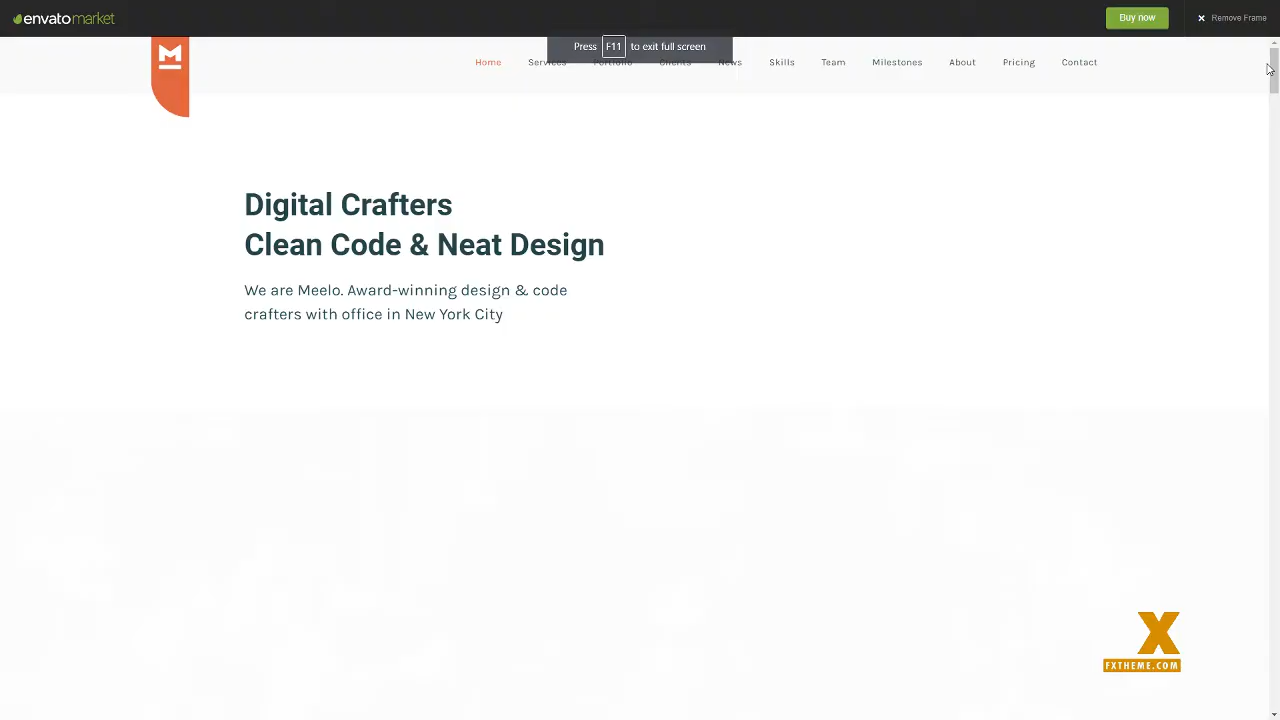 envatomarket
Buy now
Remove Frame
Press F11 to exit full screen
M
Home Services Portfolio Clients News Skills Team Milestones About Pricing Contact
Digital Crafters
Clean Code & Neat Design
We are Meelo. Award-winning design & code
crafters with office in New York City
X
FXTHEME.COM